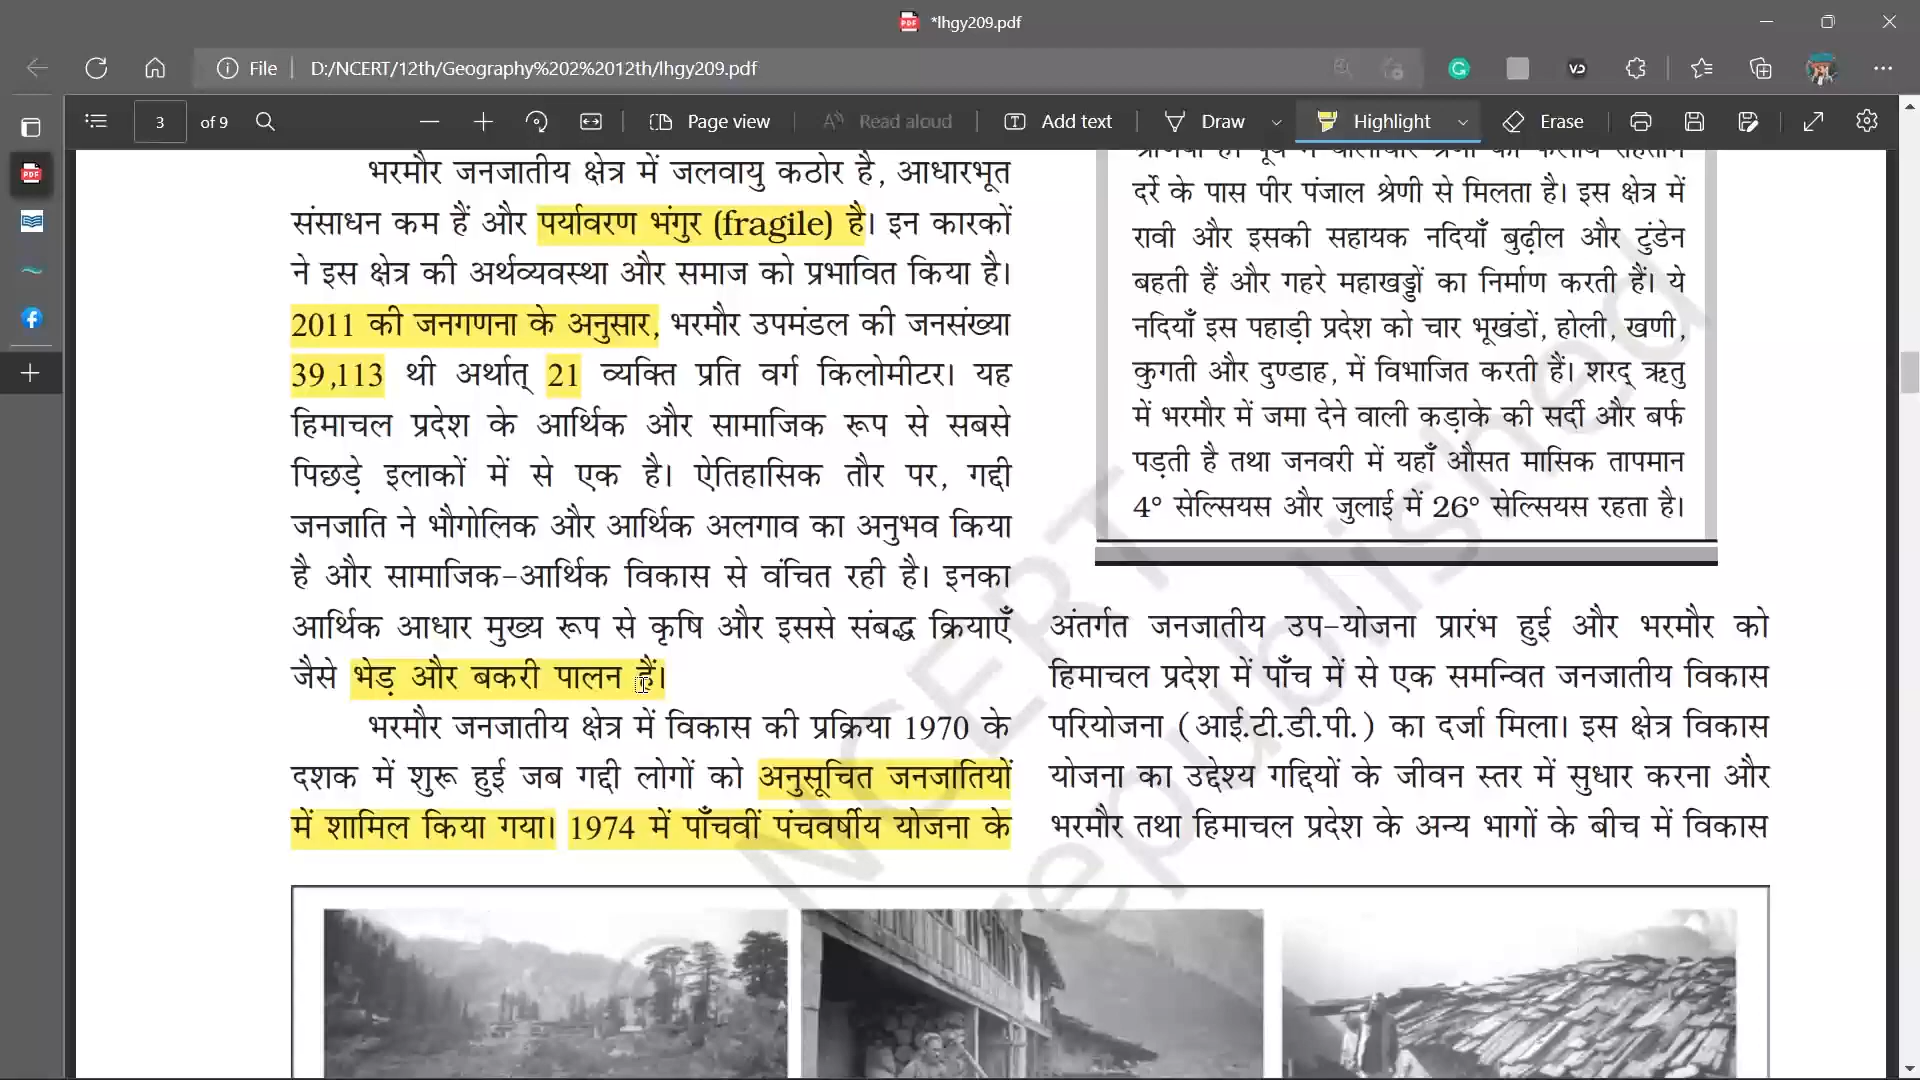 *lhgy209.pdf
File
D:/NCERT/12th/Geography%202%2012th/lhgy209.pdf
3 of 9
Page view
Read aloud
Add text
Draw
Highlight
Erase
भरमौर जनजातीय क्षेत्र में जलवायु कठोर है, आधारभूत
संसाधन कम हैं और पर्यावरण भंगुर (fragile) है। इन कारकों
ने इस क्षेत्र की अर्थव्यवस्था और समाज को प्रभावित किया है।
2011 की जनगणना के अनुसार, भरमौर उपमंडल की जनसंख्या
39,113 थी अर्थात् 21 व्यक्ति प्रति वर्ग किलोमीटर। यह
हिमाचल प्रदेश के आर्थिक और सामाजिक रूप से सबसे
पिछड़े इलाकों में से एक है। ऐतिहासिक तौर पर, गद्दी
जनजाति ने भौगोलिक और आर्थिक अलगाव का अनुभव किया
है और सामाजिक-आर्थिक विकास से वंचित रही है। इनका
आर्थिक आधार मुख्य रूप से कृषि और इससे संबद्ध क्रियाएँ
जैसे भेड़ और बकरी पालन हैं।
भरमौर जनजातीय क्षेत्र में विकास की प्रक्रिया 1970 के
दशक में शुरू हुई जब गद्दी लोगों को अनुसूचित जनजातियों
में शामिल किया गया। 1974 में पाँचवीं पंचवर्षीय योजना के
दर्रे के पास पीर पंजाल श्रेणी से मिलता है। इस क्षेत्र में
रावी और इसकी सहायक नदियाँ बुढ़ील और टुंडेन
बहती हैं और गहरे महाखड्डों का निर्माण करती हैं। ये
नदियाँ इस पहाड़ी प्रदेश को चार भूखंडों, होली, खणी,
कुगती और दुण्डाह, में विभाजित करती हैं। शरद् ऋतु
में भरमौर में जमा देने वाली कड़ाके की सर्दी और बर्फ
पड़ती है तथा जनवरी में यहाँ औसत मासिक तापमान
4° सेल्सियस और जुलाई में 26° सेल्सियस रहता है।
अंतर्गत जनजातीय उप-योजना प्रारंभ हुई और भरमौर को
हिमाचल प्रदेश में पाँच में से एक समन्वित जनजातीय विकास
परियोजना (आई.टी.डी.पी.) का दर्जा मिला। इस क्षेत्र विकास
योजना का उद्देश्य गद्दियों के जीवन स्तर में सुधार करना और
भरमौर तथा हिमाचल प्रदेश के अन्य भागों के बीच में विकास
NCERT
republished